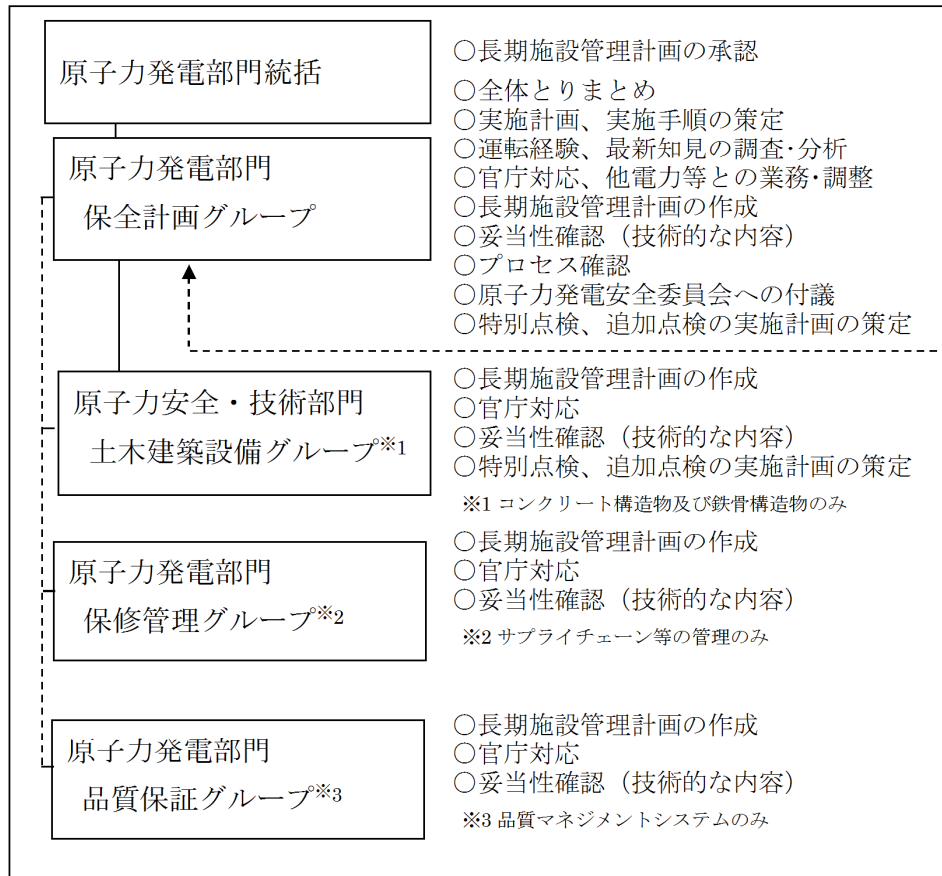 原子力発電部門統括
○長期施設管理計画の承認
原子力発電部門
保全計画グループ
○全体とりまとめ
○実施計画、実施手順の策定
○運転経験、最新知見の調査･分析
○官庁対応、他電力等との業務･調整
○長期施設管理計画の作成
○妥当性確認（技術的な内容）
○プロセス確認
○原子力発電安全委員会への付議
○特別点検、追加点検の実施計画の策定
原子力安全・技術部門
土木建築設備グループ※1
○長期施設管理計画の作成
○官庁対応
○妥当性確認（技術的な内容）
○特別点検、追加点検の実施計画の策定
※1 コンクリート構造物及び鉄骨構造物のみ
原子力発電部門
保修管理グループ※2
○長期施設管理計画の作成
○官庁対応
○妥当性確認（技術的な内容）
※2 サプライチェーン等の管理のみ
原子力発電部門
品質保証グループ※3
○長期施設管理計画の作成
○官庁対応
○妥当性確認（技術的な内容）
※3 品質マネジメントシステムのみ